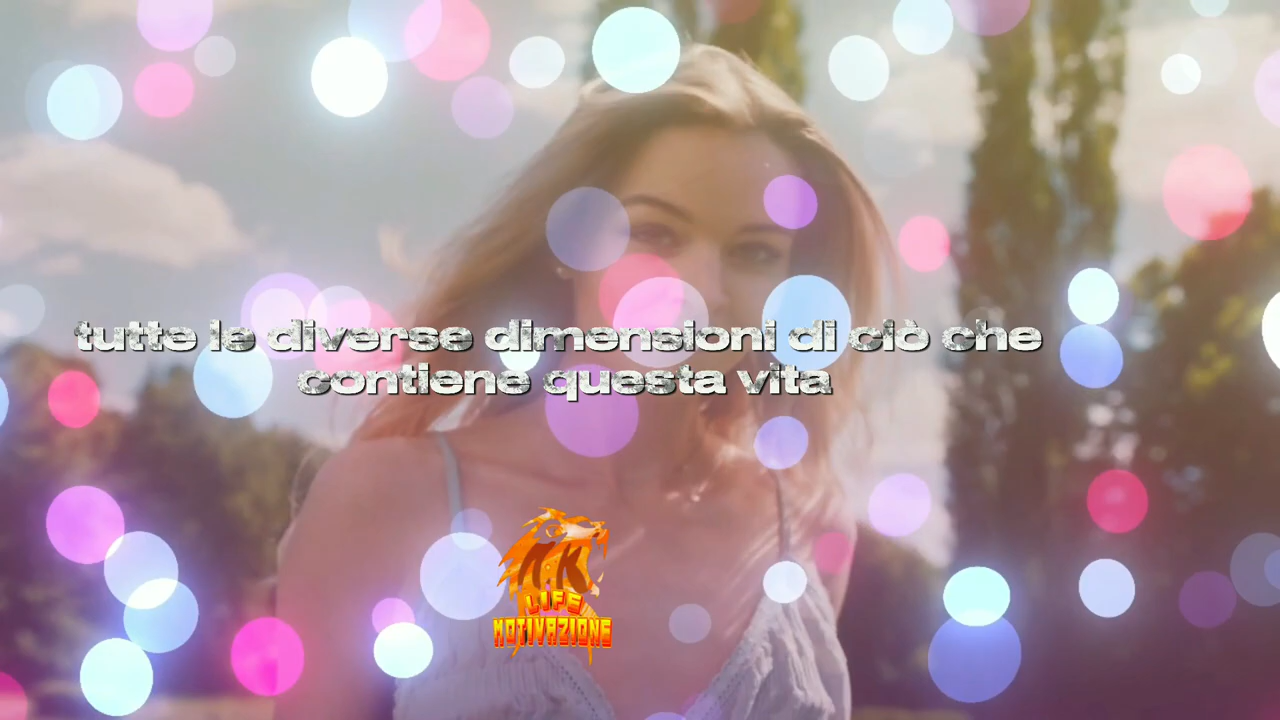 tutte le diverse dimensioni di ciò che
contiene questa vita
N.K
LIFE
MOTIVAZIONE